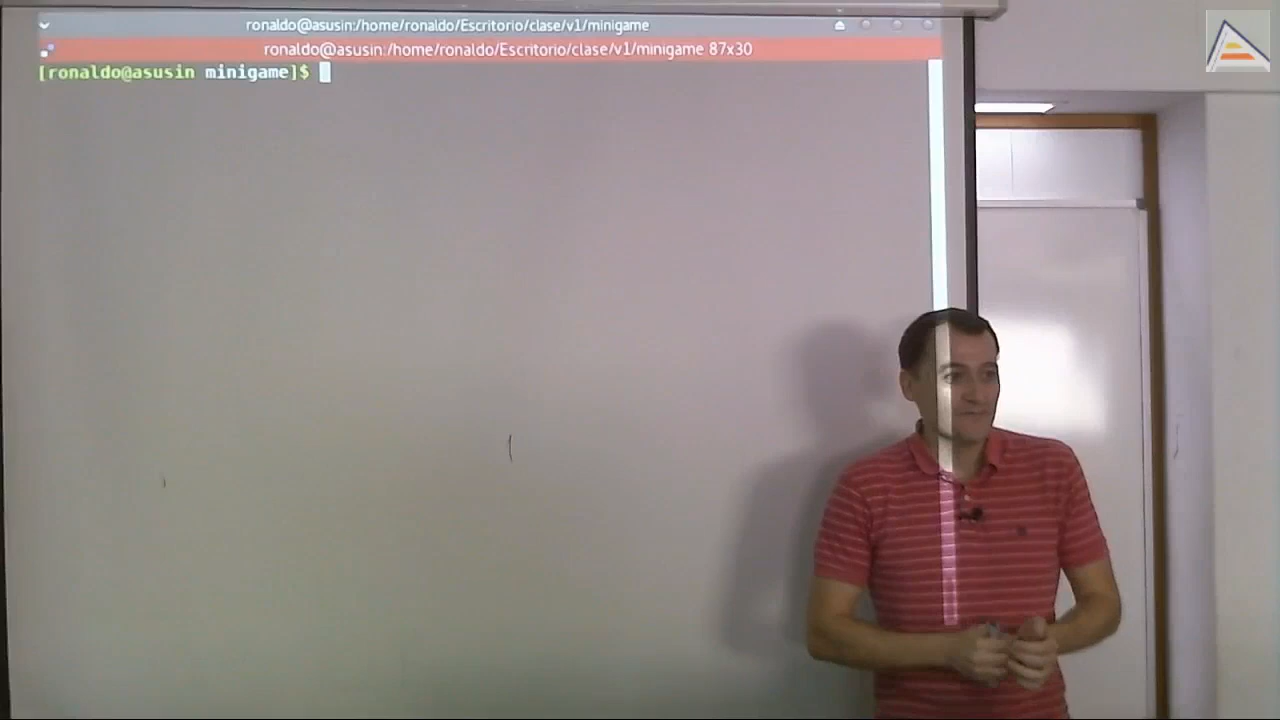 ronaldo@asusin:/home/ronaldo/Escritorio/clase/v1/minigame
ronaldo@asusin:/home/ronaldo/Escritorio/clase/v1/minigame 87x30
[ronaldo@asusin minigame]$